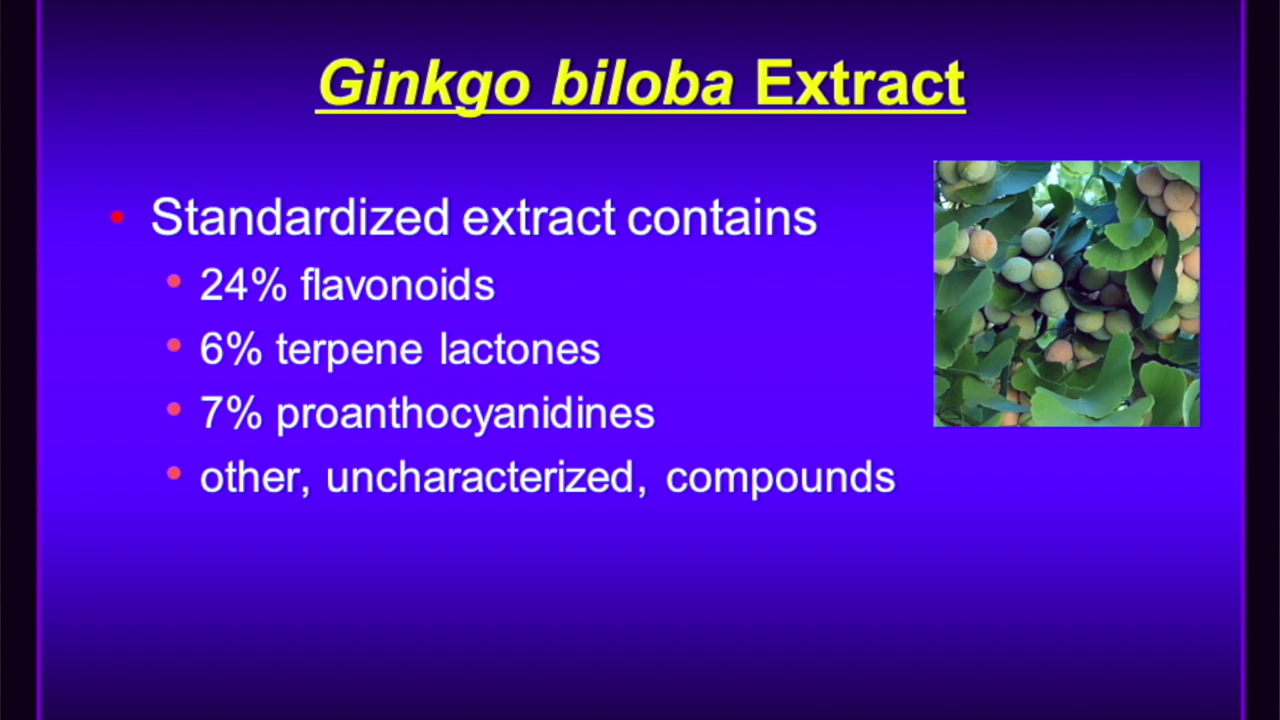 Ginkgo biloba Extract
Standardized extract contains
24% flavonoids
6% terpene lactones
7% proanthocyanidines
other, uncharacterized, compounds